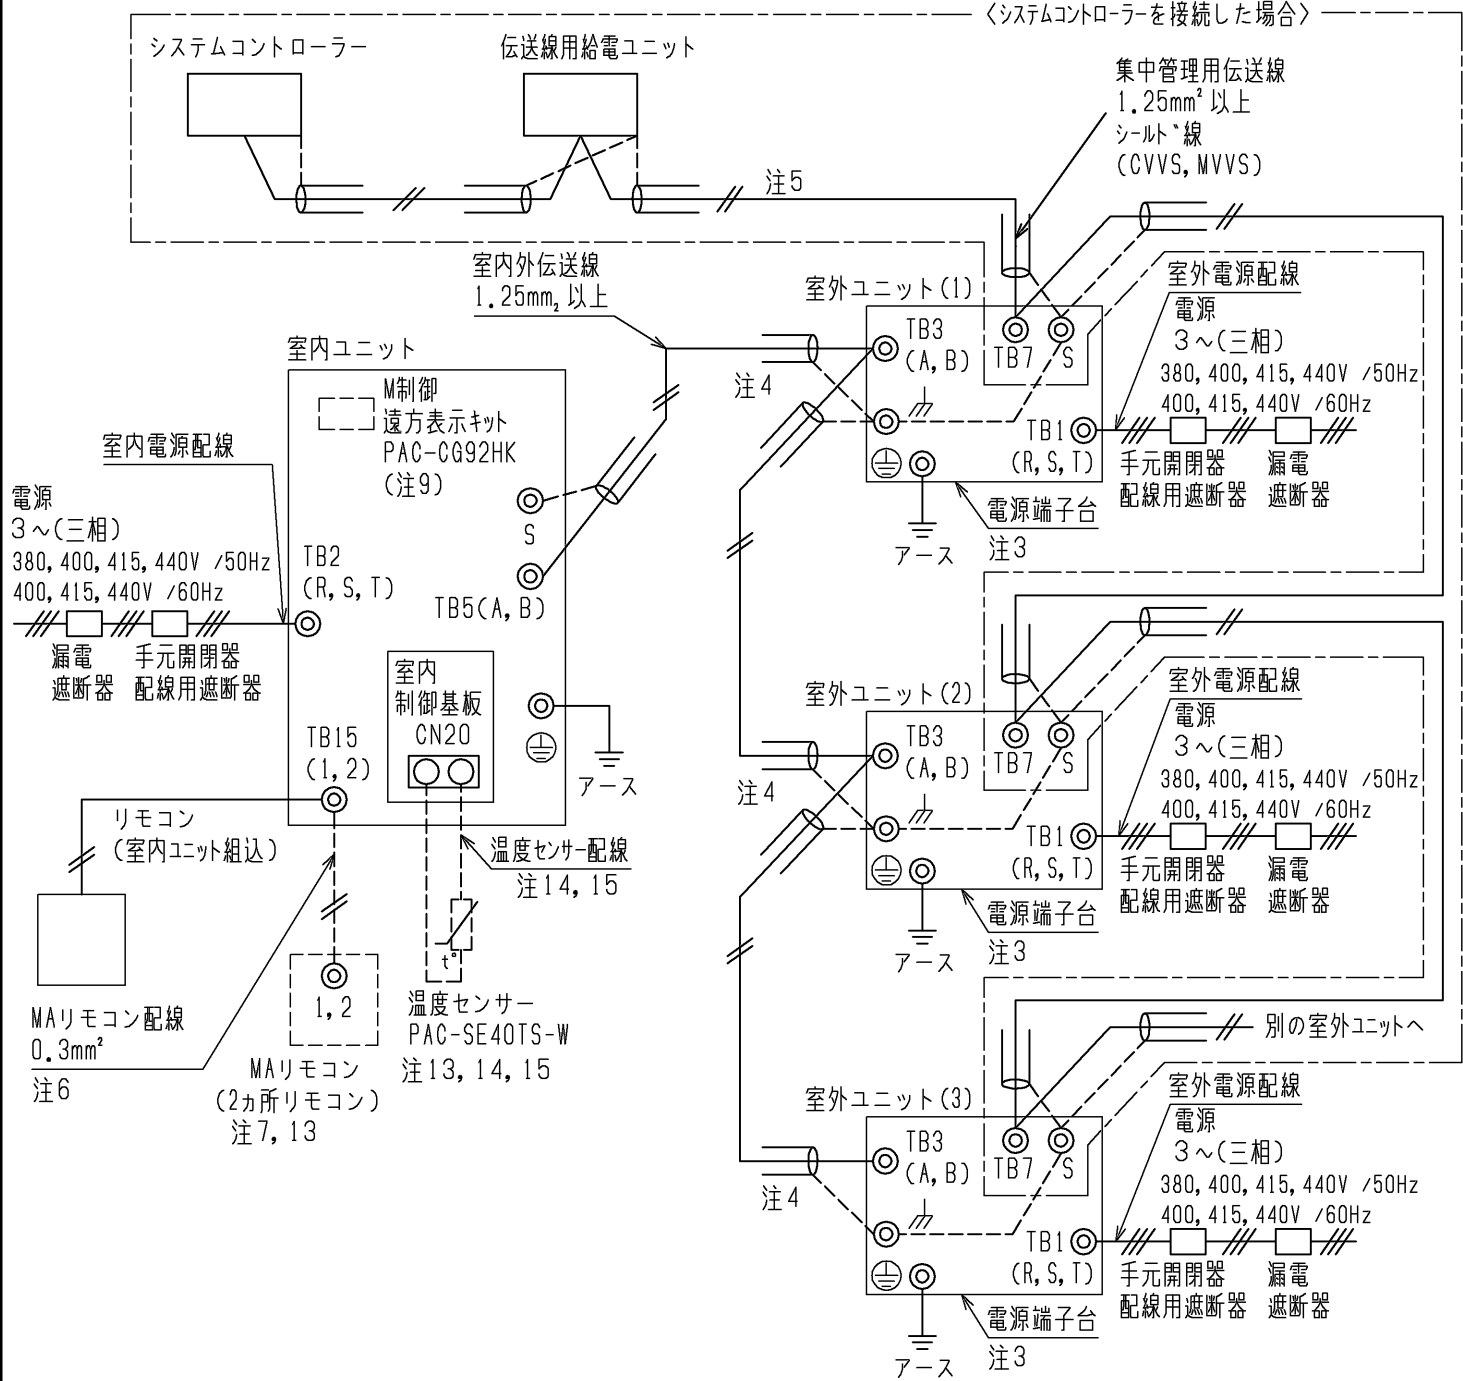 〈システムコントローラーを接続した場合〉
システムコントローラー
伝送線用給電ユニット
集中管理用伝送線
1.25mm²以上
シールド線
(CVVS,MVVS)
注5
室内外伝送線
1.25mm,以上
室内ユニット
M制御
遠方表示キット
PAC-CG92HK
(注9)
室内電源配線
電源
3～(三相)
380,400,415,440V /50Hz
400,415,440V /60Hz
漏電
遮断器
手元開閉器
配線用遮断器
TB2
(R,S,T)
S
TB5(A,B)
室内
制御基板
CN20
TB15
(1,2)
アース
リモコン
(室内ユニット組込)
温度センサー配線
注14,15
t°
温度センサー
PAC-SE40TS-W
注13,14,15
1,2
MAリモコン
(2ヵ所リモコン)
注7,13
MAリモコン配線
0.3mm²
注6
室外ユニット(1)
TB3
(A,B)
TB7
S
注4
TB1
(R,S,T)
室外電源配線
電源
3～(三相)
380,400,415,440V /50Hz
400,415,440V /60Hz
手元開閉器
配線用遮断器
漏電
遮断器
電源端子台
注3
アース
室外ユニット(2)
TB3
(A,B)
TB7
S
注4
TB1
(R,S,T)
室外電源配線
電源
3～(三相)
380,400,415,440V /50Hz
400,415,440V /60Hz
手元開閉器
配線用遮断器
漏電
遮断器
電源端子台
注3
アース
別の室外ユニットへ
室外ユニット(3)
TB3
(A,B)
TB7
S
注4
TB1
(R,S,T)
室外電源配線
電源
3～(三相)
380,400,415,440V /50Hz
400,415,440V /60Hz
手元開閉器
配線用遮断器
漏電
遮断器
電源端子台
注3
アース